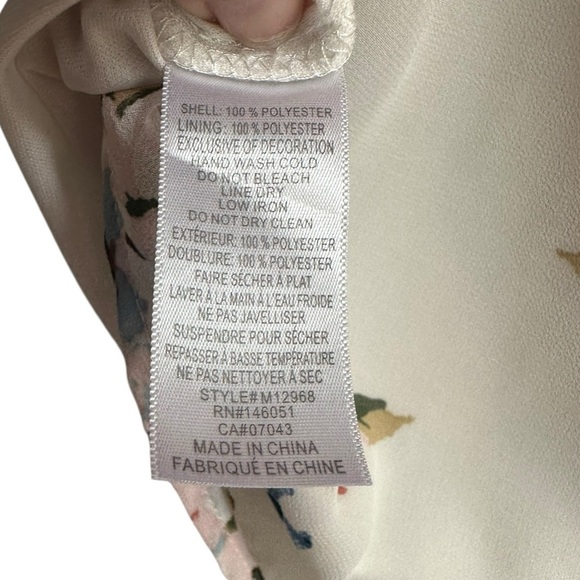 SHELL: 100% POLYESTER
LINING: 100% POLYESTER
EXCLUSIVE OF DECORATION
HAND WASH COLD
DO NOT BLEACH
LINE DRY
LOW IRON
DO NOT DRY CLEAN
EXTÉRIEUR: 100% POLYESTER
DOUBLURE: 100% POLYESTER
FAIRE SÉCHER À PLAT
LAVER À LA MAIN À L'EAU FROIDE
NE PAS JAVELLISER
SUSPENDRE POUR SÉCHER
REPASSER À BASSE TEMPÉRATURE
NE PAS NETTOYER À SEC
STYLE#M12968
RN#146051
CA#07043
MADE IN CHINA
FABRIQUÉ EN CHINE